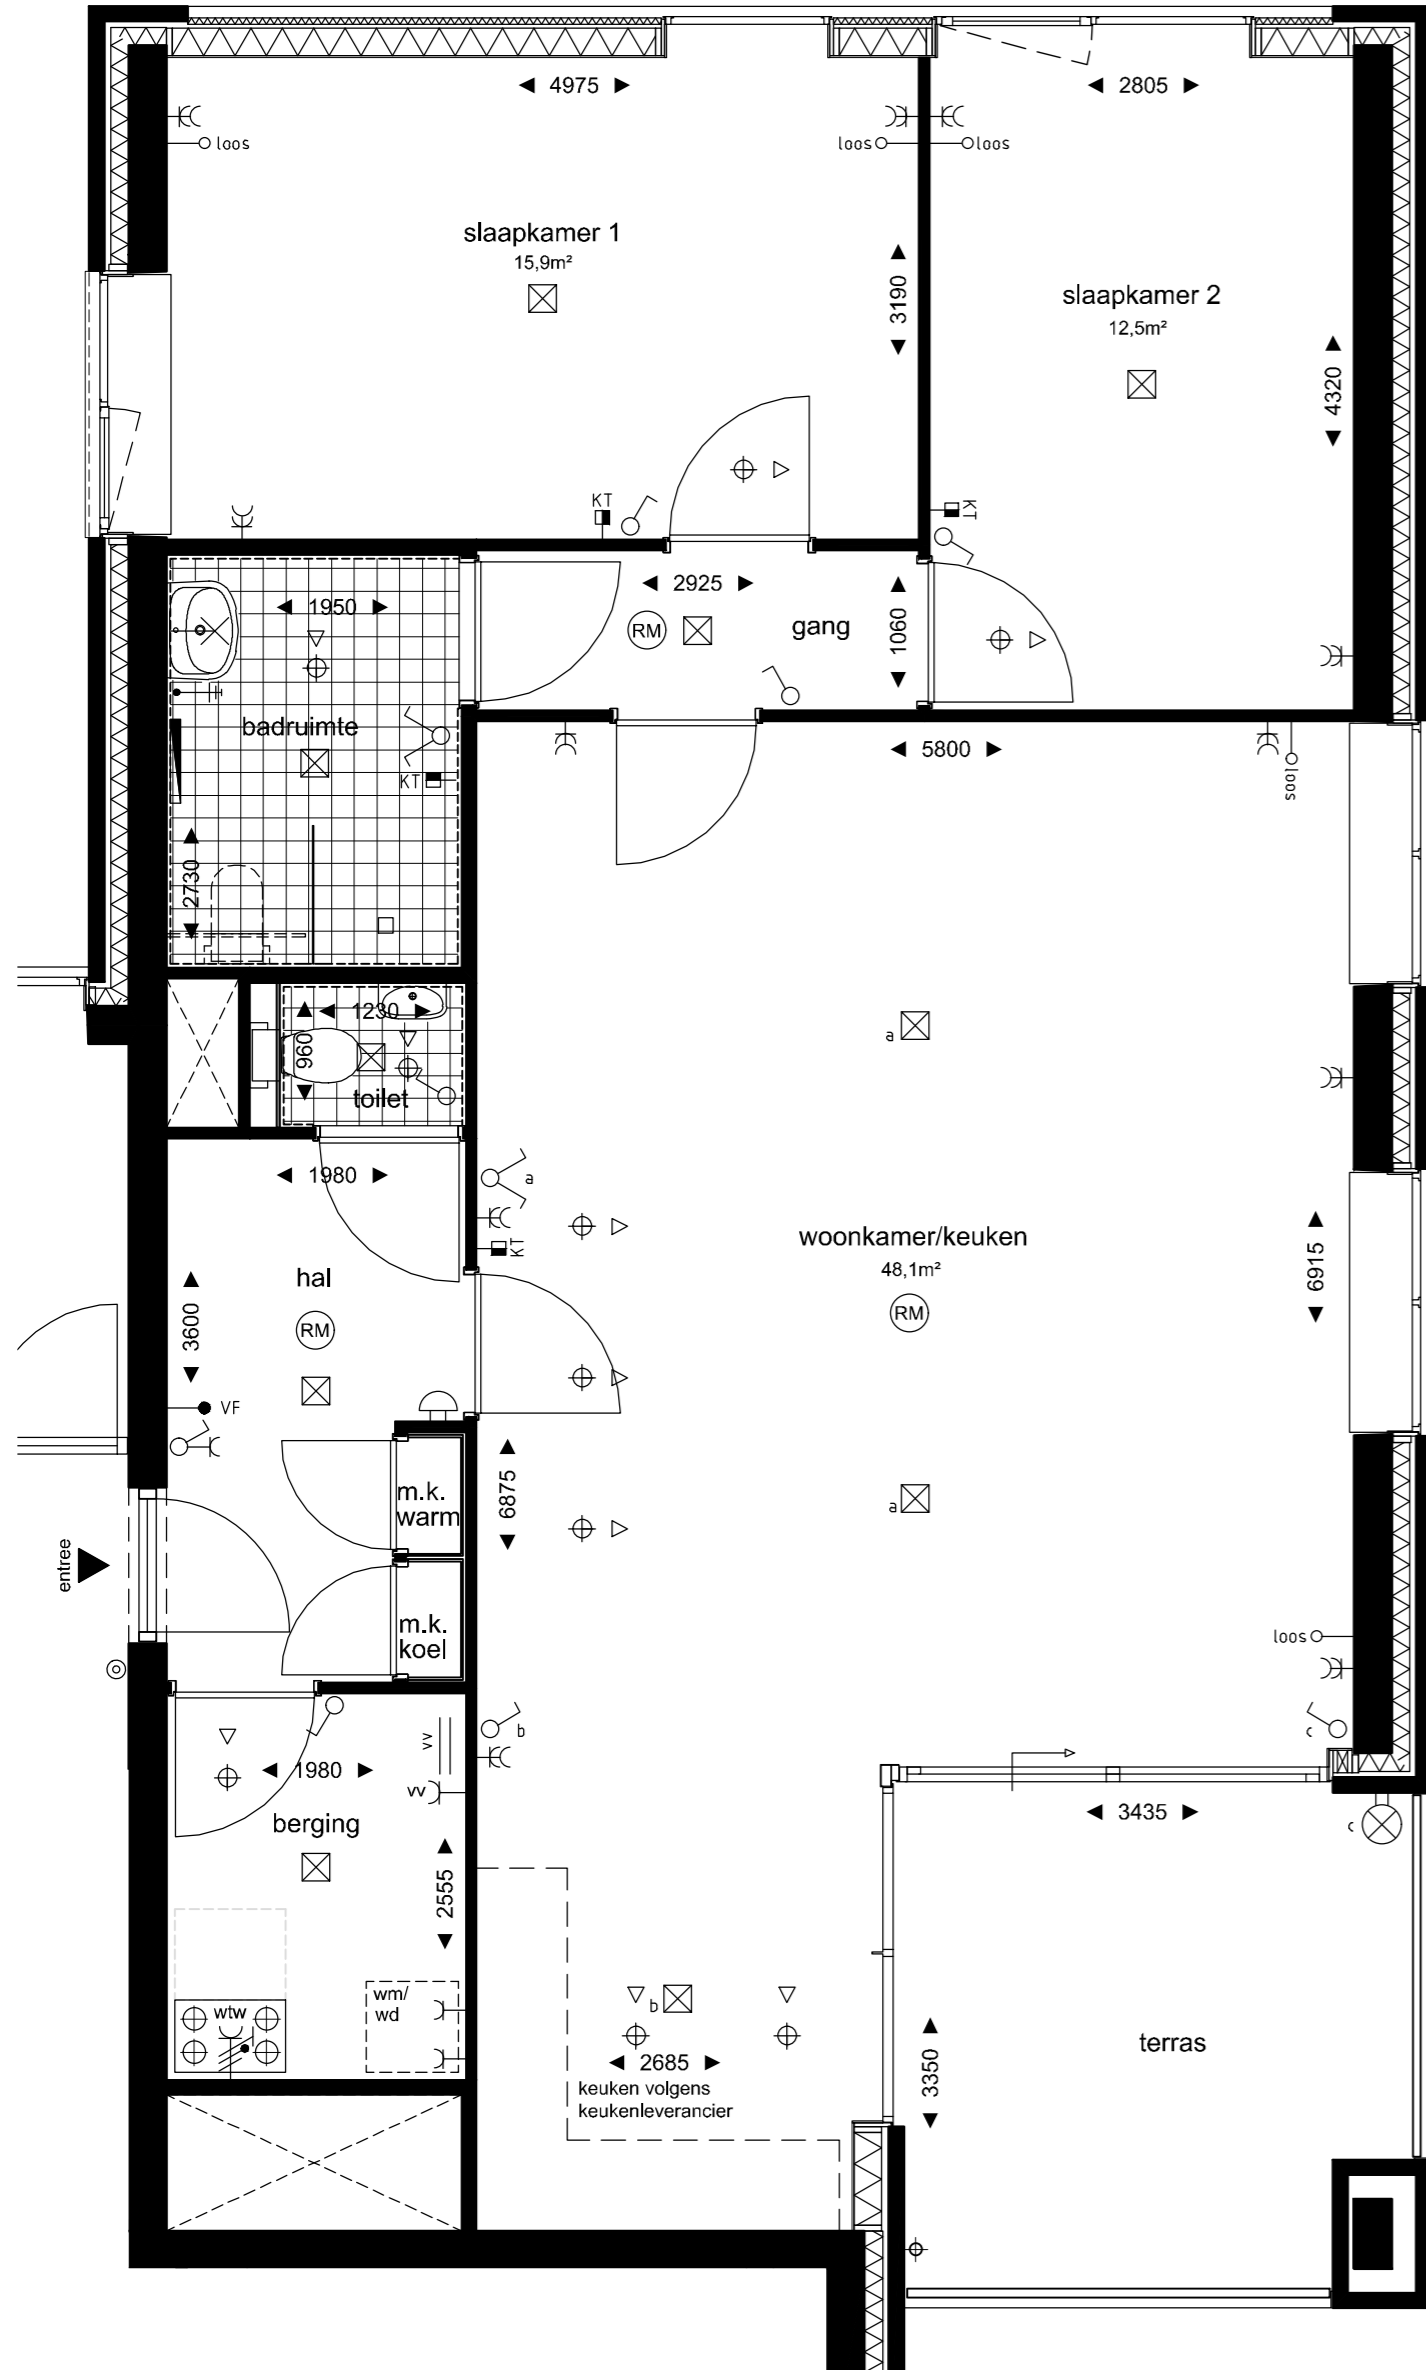 4975
2805
loos
loos
loos
slaapkamer 1
15,9m²
3190
slaapkamer 2
12,5m²
4320
KT
KT
1950
2925
RM
gang
1060
badruimte
KT
5800
loos
2730
1230
960
toilet
a
1980
a
KT
woonkamer/keuken
48,1m²
RM
6915
hal
RM
3600
VF
m.k.
warm
6875
a
entree
m.k.
koel
loos
b
c
vv
vv
1980
berging
3435
c
2555
wm/
wd
wtw
b
2685
keuken volgens
keukenleverancier
3350
terras